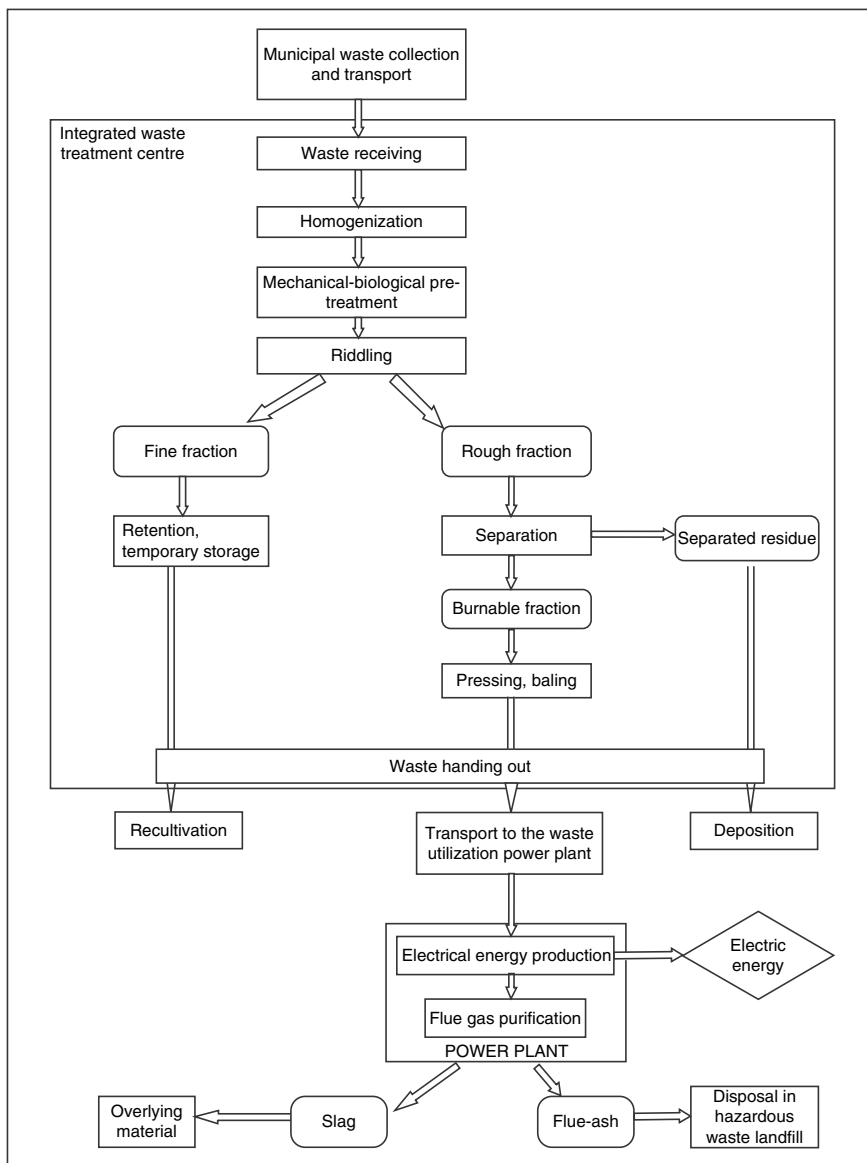 Municipal waste collection
and transport
Integrated waste
treatment centre
Waste receiving
Homogenization
Mechanical-biological pre-
treatment
Riddling
Fine fraction
Rough fraction
Retention,
temporary storage
Separation
Separated residue
Burnable fraction
Pressing, baling
Waste handing out
Recultivation
Transport to the waste
utilization power plant
Deposition
Electrical energy production
Electric
energy
Flue gas purification
POWER PLANT
Overlying
material
Slag
Flue-ash
Disposal in
hazardous
waste landfill